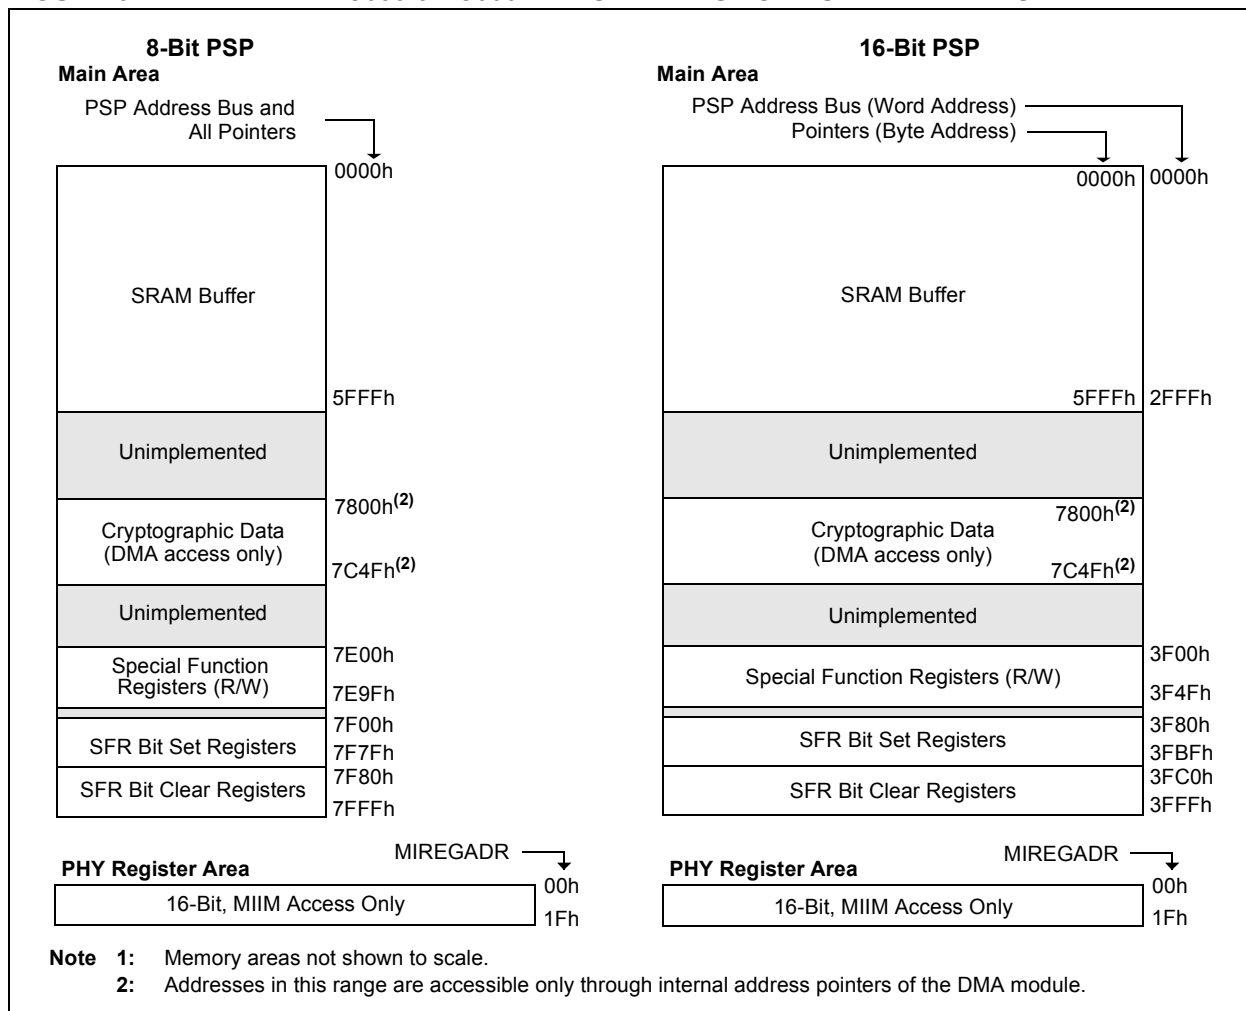 8-Bit PSP
Main Area
PSP Address Bus and
All Pointers
0000h
SRAM Buffer
5FFFh
Unimplemented
7800h(2)
Cryptographic Data
(DMA access only)
7C4Fh(2)
Unimplemented
7E00h
Special Function
Registers (R/W)
7E9Fh
7F00h
SFR Bit Set Registers
7F7Fh
7F80h
SFR Bit Clear Registers
7FFFh
PHY Register Area
MIREGADR
00h
16-Bit, MIIM Access Only
1Fh
16-Bit PSP
Main Area
PSP Address Bus (Word Address)
Pointers (Byte Address)
0000h 0000h
SRAM Buffer
5FFFh 2FFFh
Unimplemented
7800h(2)
Cryptographic Data
(DMA access only)
7C4Fh(2)
Unimplemented
3F00h
Special Function Registers (R/W)
3F4Fh
3F80h
SFR Bit Set Registers
3FBFh
3FC0h
SFR Bit Clear Registers
3FFFh
PHY Register Area
MIREGADR
00h
16-Bit, MIIM Access Only
1Fh
Note 1: Memory areas not shown to scale.
2: Addresses in this range are accessible only through internal address pointers of the DMA module.